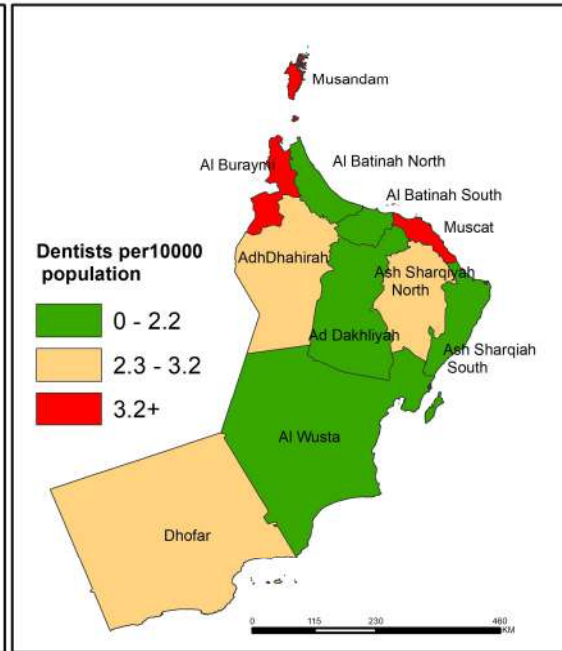 Musandam
Al Buraymi
Al Batinah North
Al Batinah South
Muscat
Dentists per10000
population
0 - 2.2
2.3 - 3.2
3.2+
AdhDhahirah
Ash Sharqiyah
North
Ad Dakhliyah
Ash Sharqiah
South
Al Wusta
Dhofar
0 115 230 460
KM